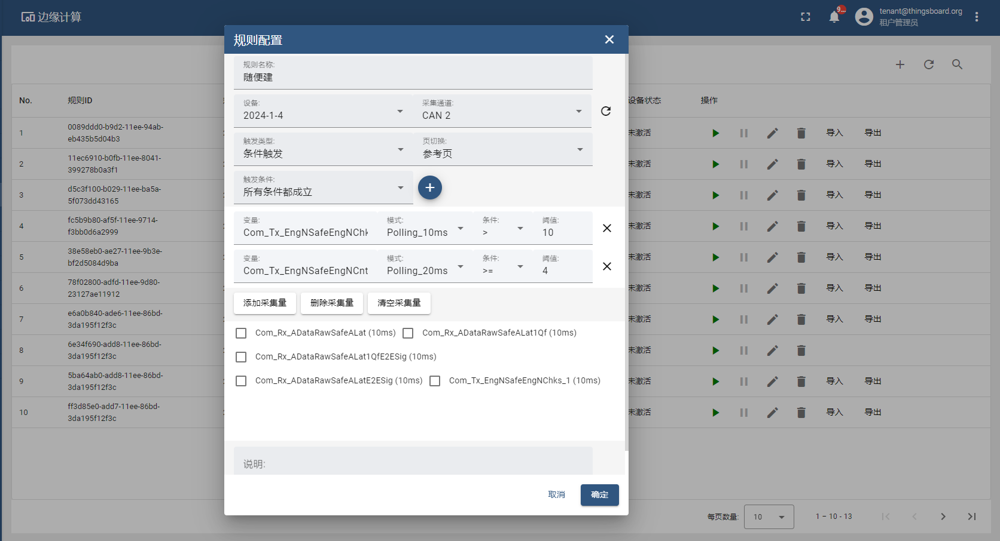 边缘计算
9...
tenant@thingsboard.org
租户管理员
规则配置
规则名称:
随便建
设备:
2024-1-4
采集通道:
CAN 2
触发类型:
条件触发
页切换:
参考页
触发条件:
所有条件都成立
变量:
Com_Tx_EngNSafeEngNChk
模式:
Polling_10ms
条件:
>
阈值:
10
变量:
Com_Tx_EngNSafeEngNCnt
模式:
Polling_20ms
条件:
>=
阈值:
4
添加采集量 删除采集量 清空采集量
Com_Rx_ADataRawSafeALat (10ms) Com_Rx_ADataRawSafeALat1Qf (10ms)
Com_Rx_ADataRawSafeALat1QfE2ESig (10ms)
Com_Rx_ADataRawSafeALatE2ESig (10ms) Com_Tx_EngNSafeEngNChks_1 (10ms)
说明:
取消 确定
No. 规则ID 设备状态 操作
1 0089ddd0-b9d2-11ee-94ab-
eb435b5d04b3 未激活 导入 导出
2 11ec6910-b0fb-11ee-8041-
399278b0a3f1 未激活 导入 导出
3 d5c3f100-b029-11ee-ba5a-
5f073dd43165 未激活 导入 导出
4 fc5b9b80-af5f-11ee-9714-
f3bb0d6a2999 未激活 导入 导出
5 38e58eb0-ae27-11ee-9b3e-
bf2d5084d9ba 未激活 导入 导出
6 78f02800-adfd-11ee-9d80-
23127ae11912 未激活 导入 导出
7 e6a0b840-ade6-11ee-86bd-
3da195f12f3c 未激活 导入 导出
8 6e34f690-add8-11ee-86bd-
3da195f12f3c 未激活
9 5ba64ab0-add8-11ee-86bd-
3da195f12f3c 未激活 导入 导出
10 ff3d85e0-add7-11ee-86bd-
3da195f12f3c 未激活 导入 导出
每页数量: 10 1 – 10 - 13